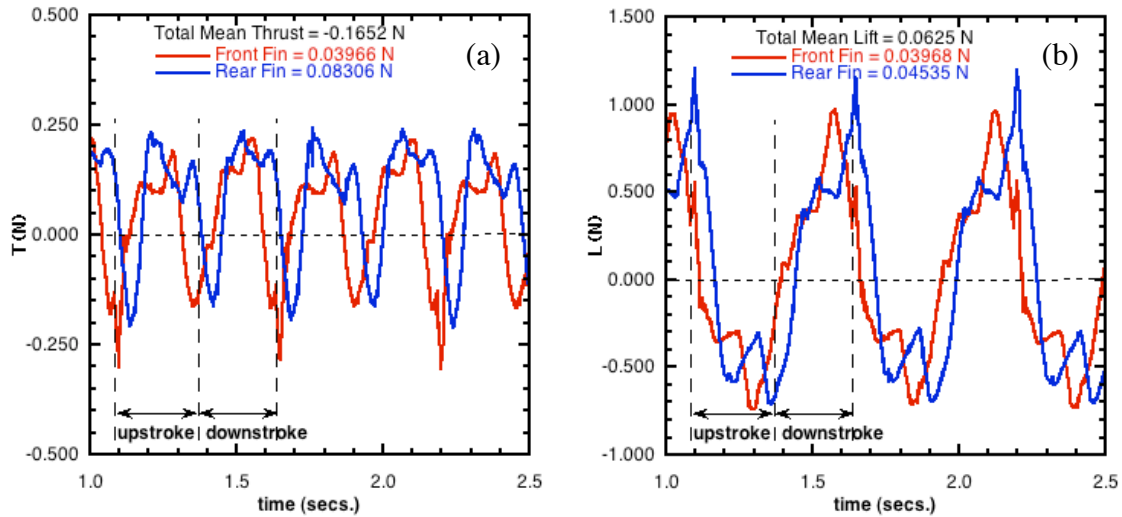 Total Mean Thrust = -0.1652 N
Front Fin = 0.03966 N
Rear Fin = 0.08306 N
(a)
0.500
0.250
0.000
-0.250
-0.500
T (N)
upstroke
downstroke
1.0
1.5
2.0
2.5
time (secs.)
Total Mean Lift = 0.0625 N
Front Fin = 0.03968 N
Rear Fin = 0.04535 N
(b)
1.500
1.000
0.500
0.000
-0.500
-1.000
L (N)
upstroke
downstroke
1.0
1.5
2.0
2.5
time (secs.)